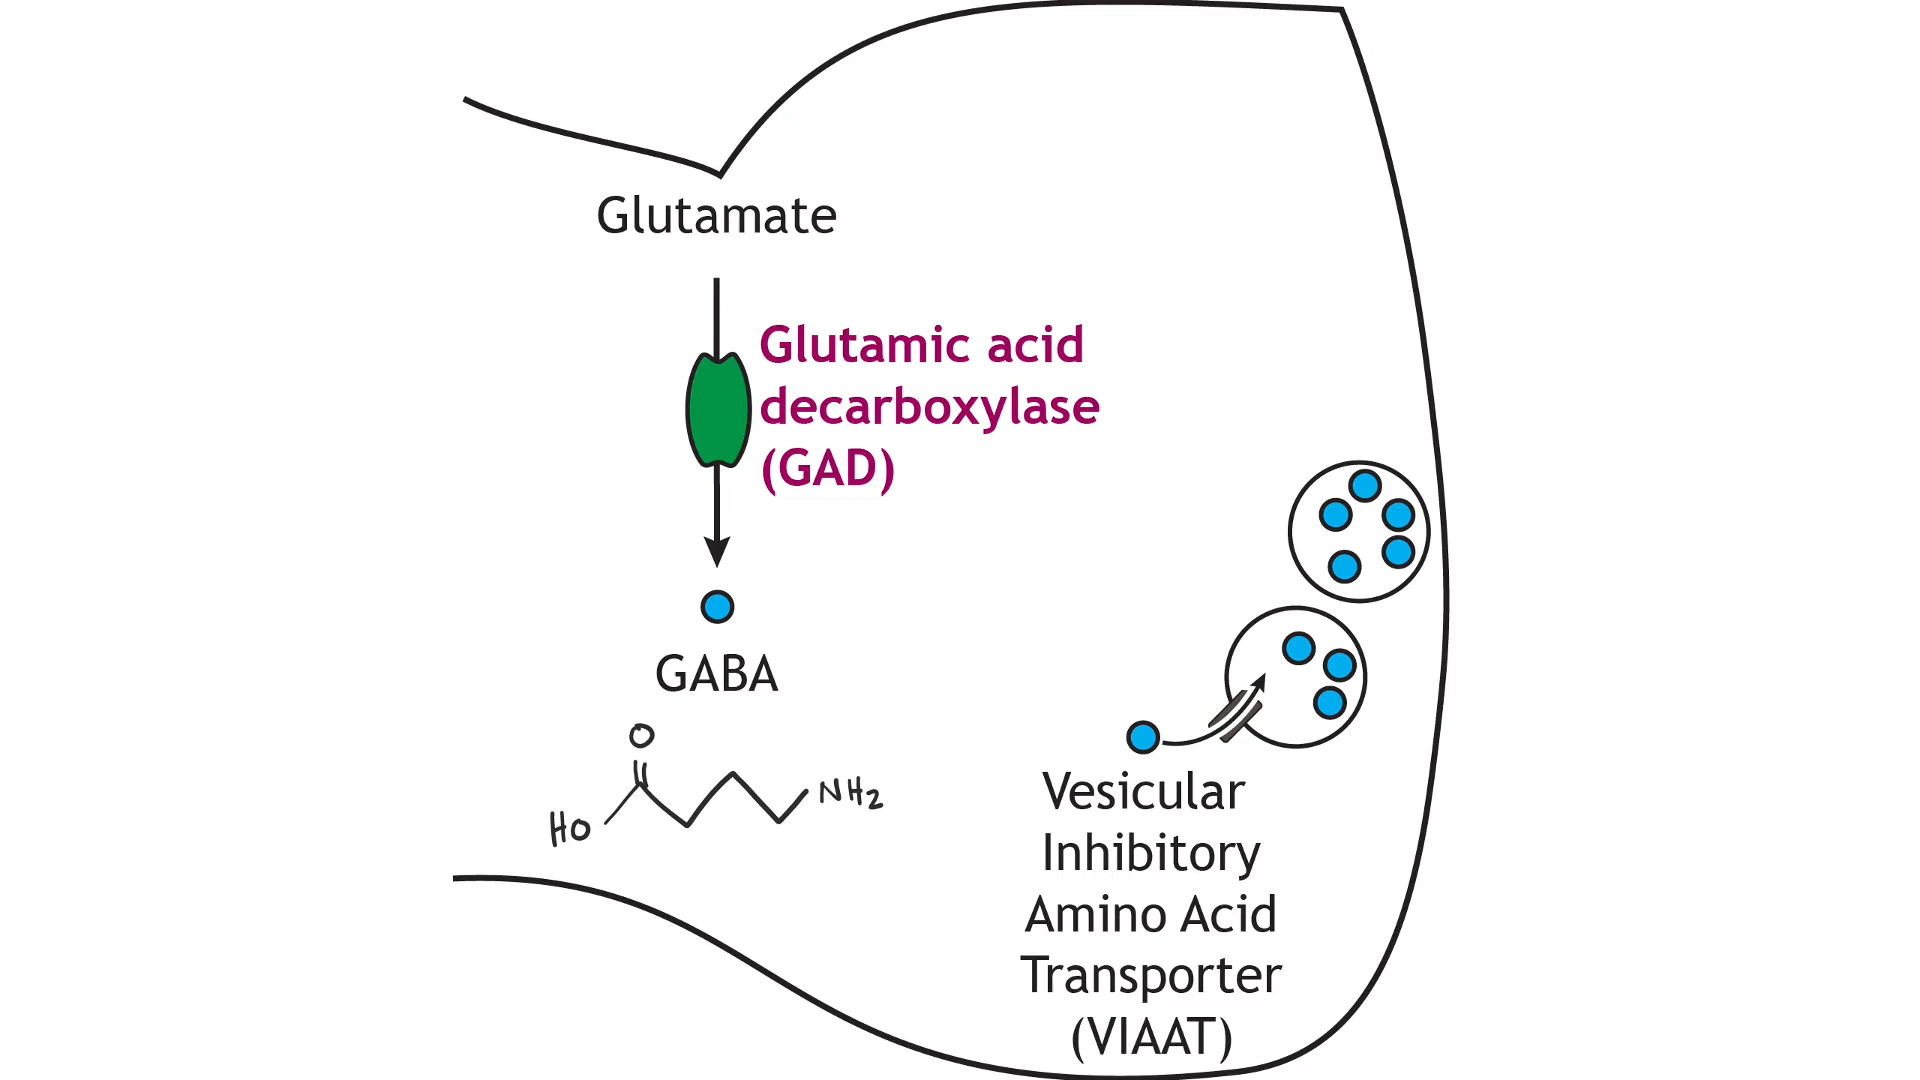 Glutamate
Glutamic acid
decarboxylase
(GAD)
GABA
O
HO
NH2
Vesicular
Inhibitory
Amino Acid
Transporter
(VIAAT)